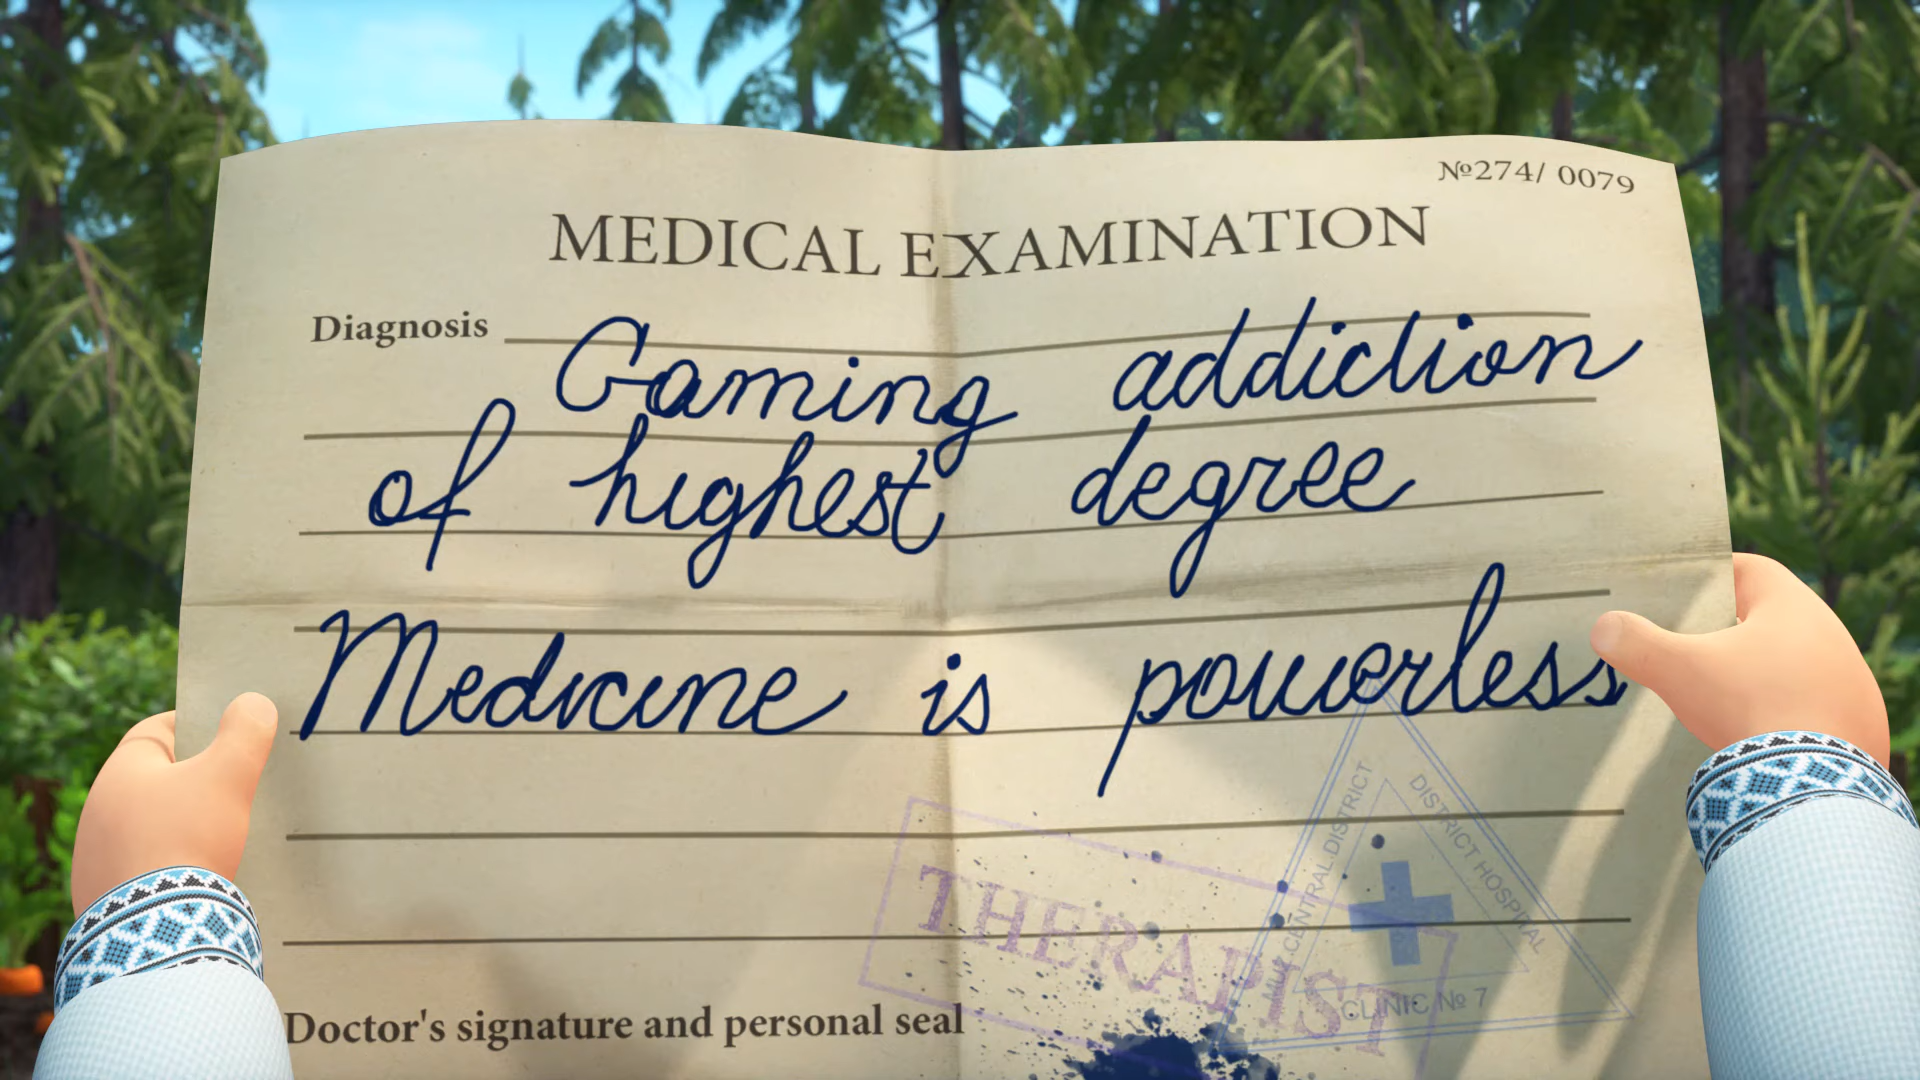 №274/ 0079
MEDICAL EXAMINATION
Diagnosis
Gaming addiction
of highest degree
Medicine is powerless
THERAPIST
CENTRAL DISTRICT
DISTRICT HOSPITAL
CLINIC № 7
Doctor's signature and personal seal